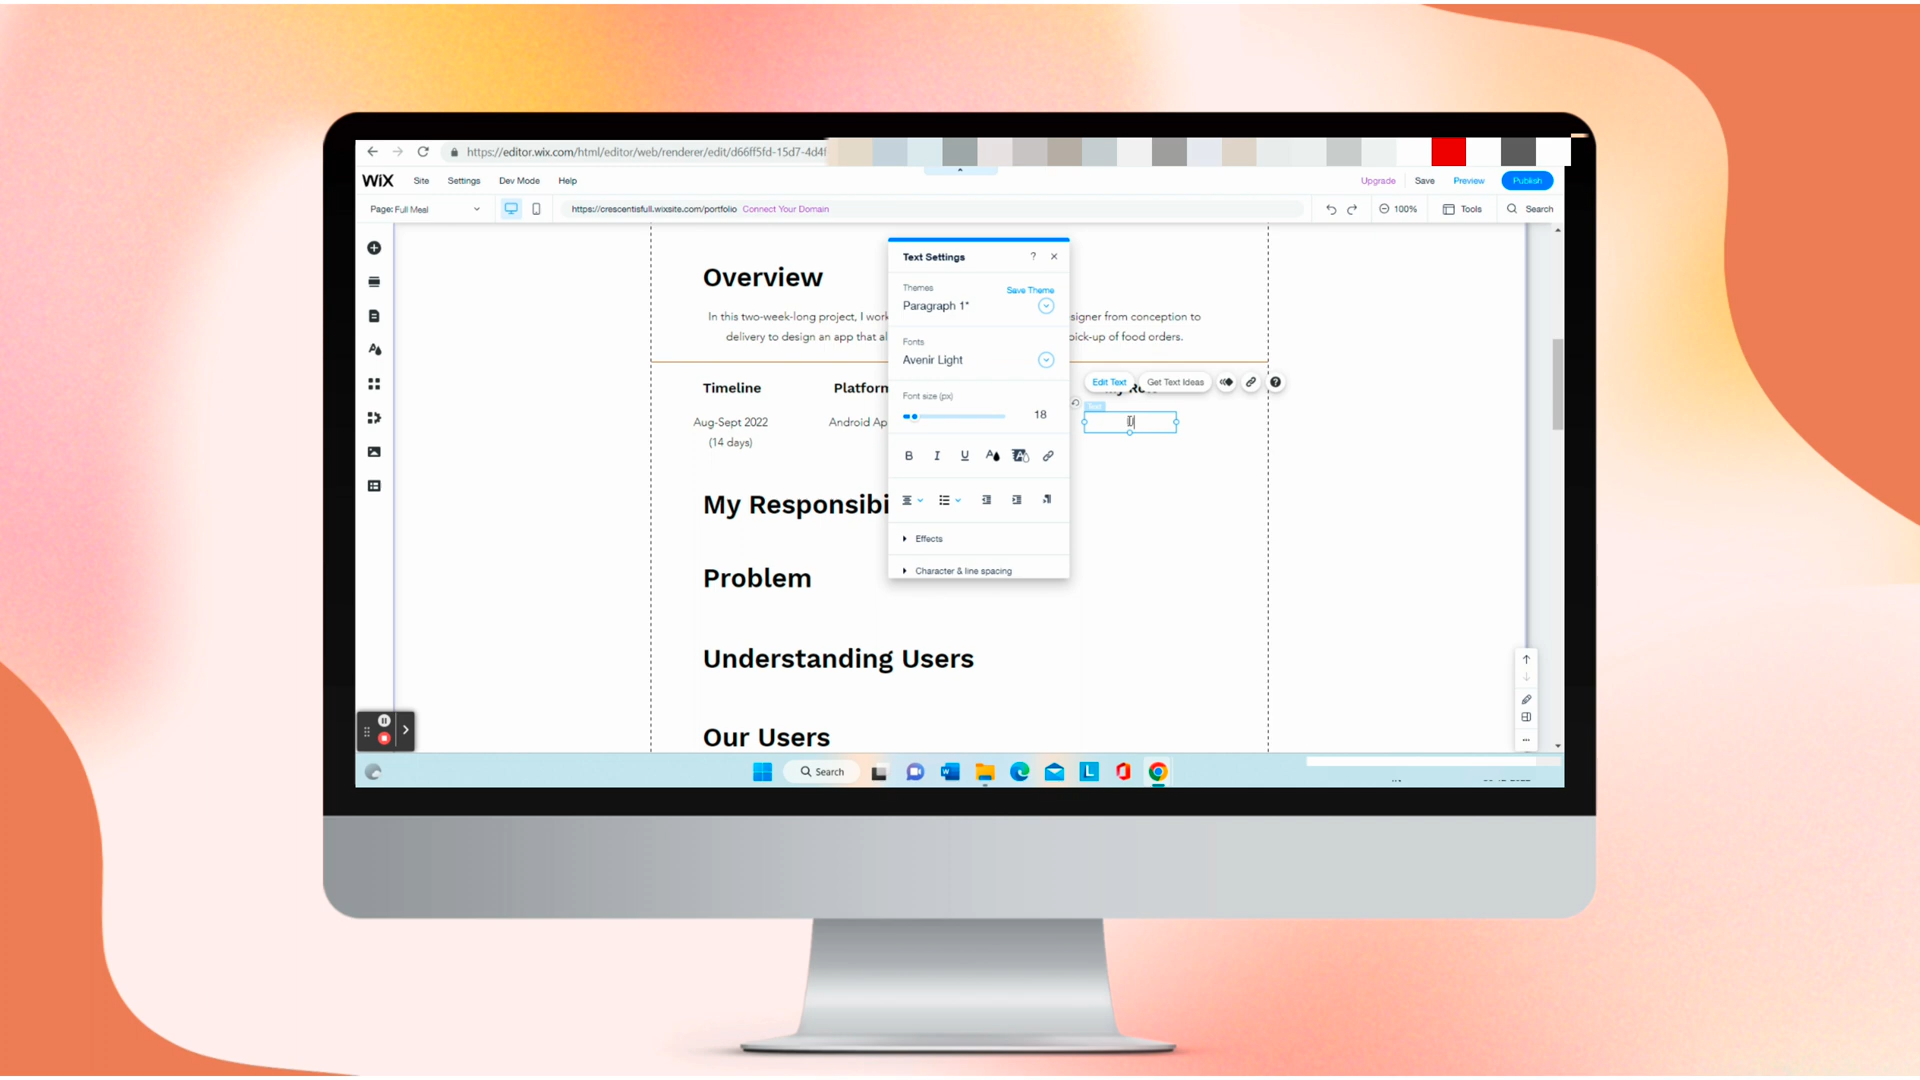 https://editor.wix.com/html/editor/web/renderer/edit/d66ff5fd-15d7-4d4f
WiX Site Settings Dev Mode Help Upgrade Save Preview Publish
Page: Full Meal https://crescentisfull.wixsite.com/portfolio Connect Your Domain 100% Tools Search
Overview
In this two-week-long project, I work
signer from conception to
delivery to design an app that al
pick-up of food orders.
Timeline
Platform
Aug-Sept 2022
(14 days)
Android Ap
Text Settings ? ×
Themes Save Theme
Paragraph 1*
Fonts
Avenir Light
Font size (px)
18
B I U
Effects
Character & line spacing
Edit Text Get Text Ideas ?
Text
My Responsibi
Problem
Understanding Users
Our Users
Search